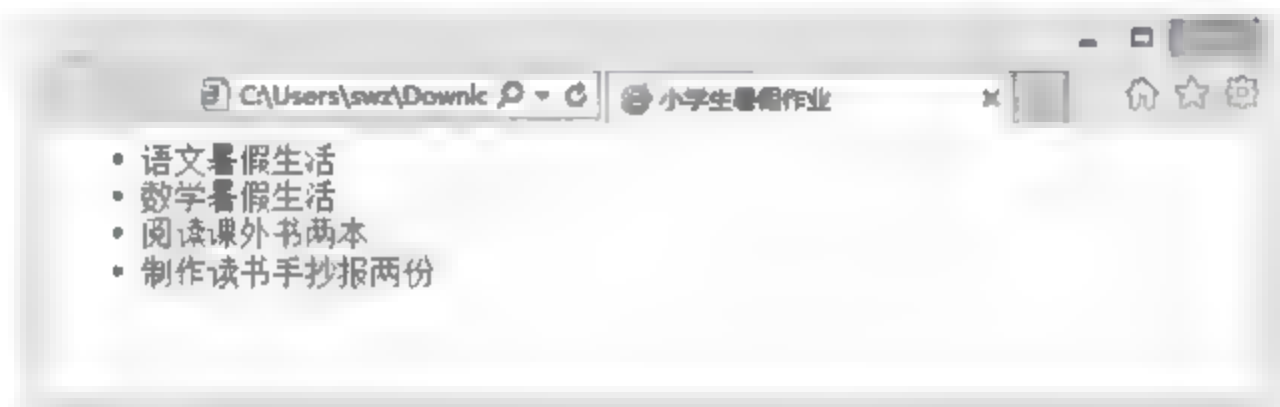 C:\Users\swz\Downlc
小学生暑假作业
• 语文暑假生活
• 数学暑假生活
• 阅读课外书两本
• 制作读书手抄报两份